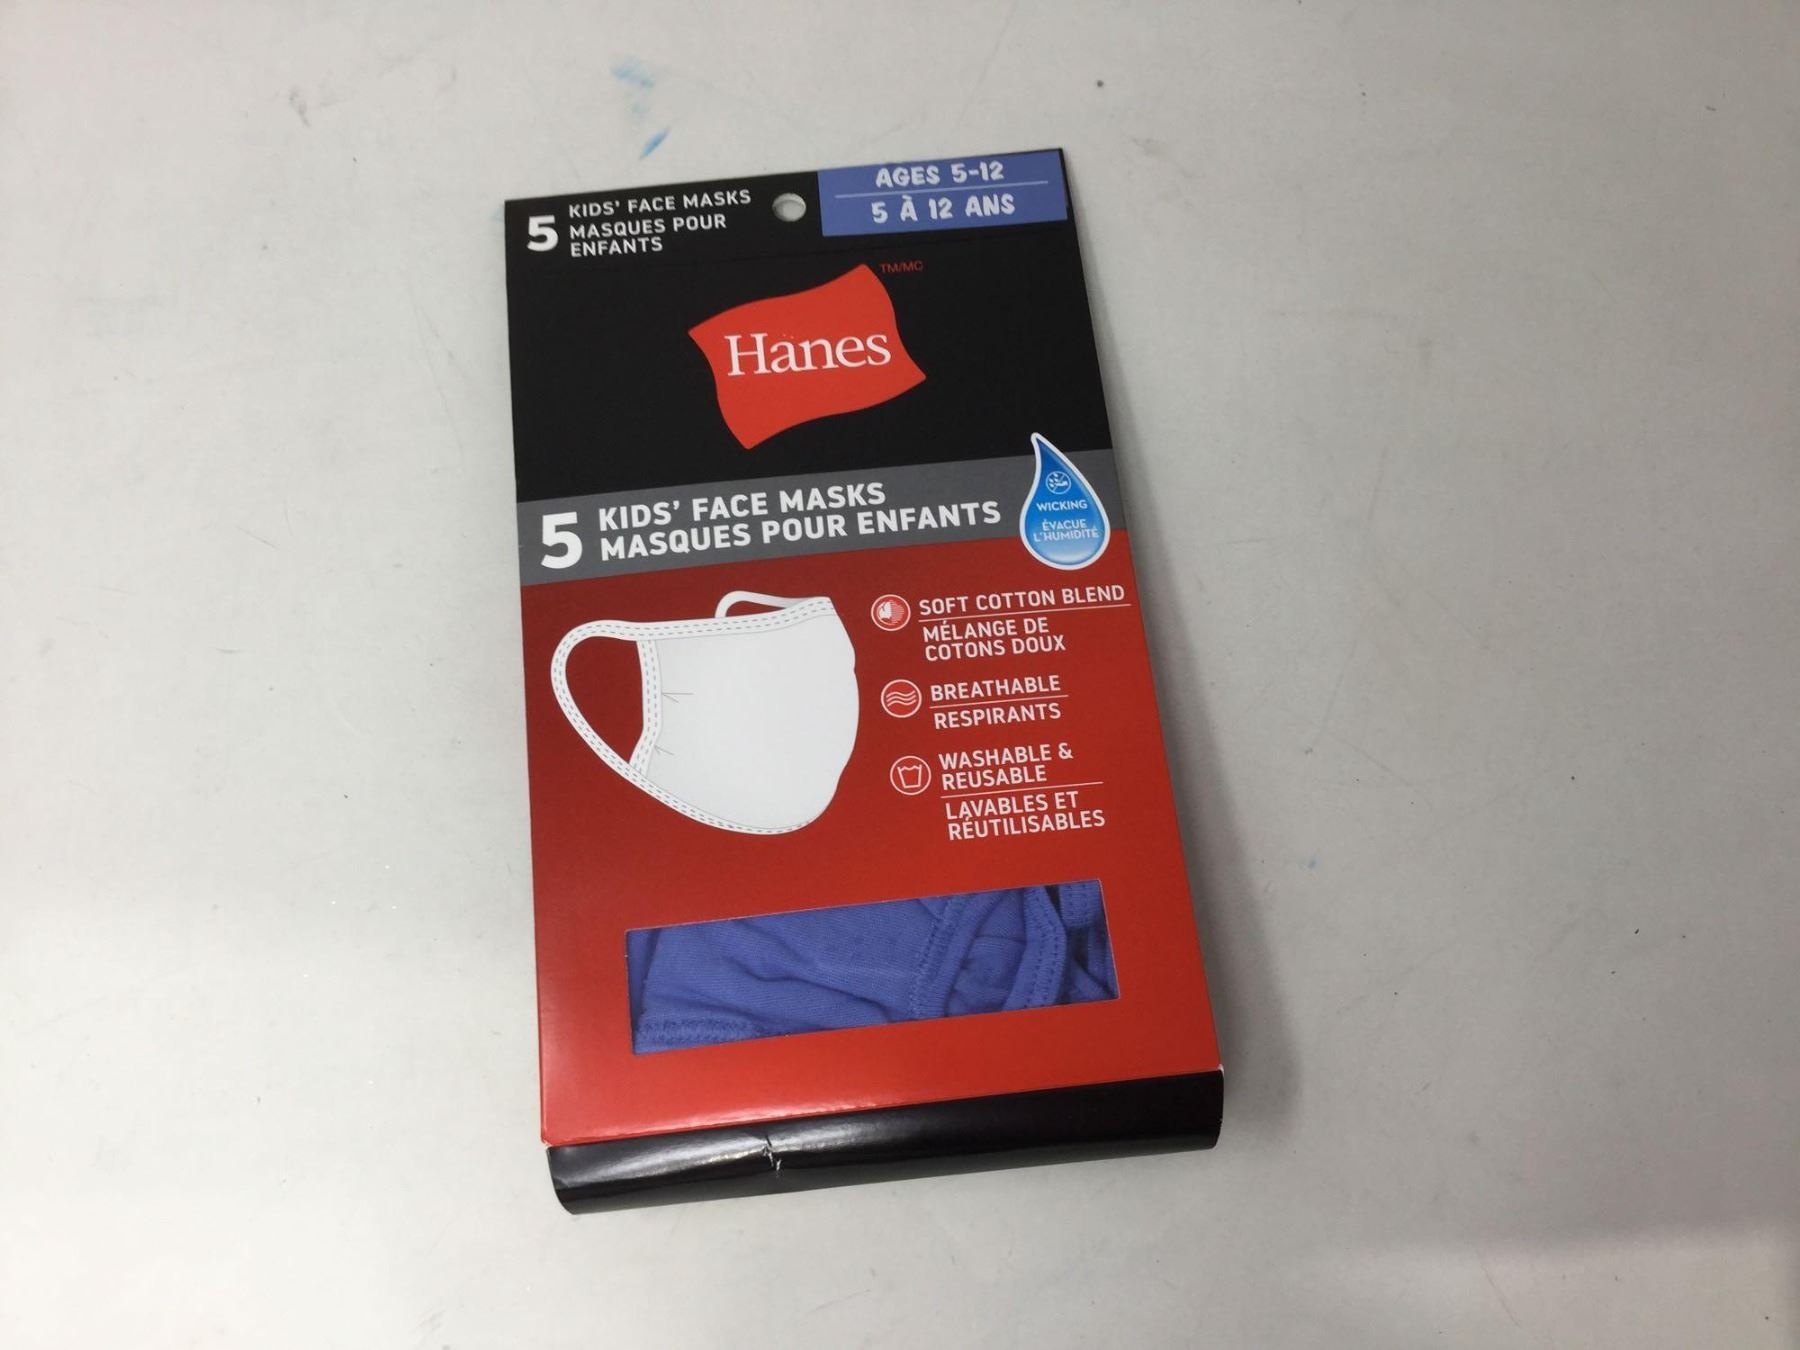 5 KIDS' FACE MASKS
MASQUES POUR
ENFANTS
AGES 5-12
5 À 12 ANS
TM/MC
Hanes
5 KIDS' FACE MASKS
MASQUES POUR ENFANTS
WICKING
ÉVACUE
L'HUMIDITÉ
SOFT COTTON BLEND
MÉLANGE DE
COTONS DOUX
BREATHABLE
RESPIRANTS
WASHABLE &
REUSABLE
LAVABLES ET
RÉUTILISABLES